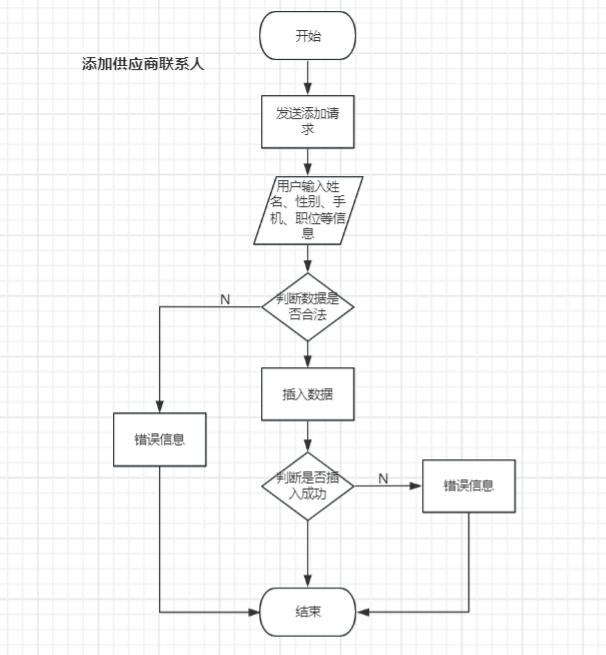 开始
添加供应商联系人
发送添加请
求
用户输入姓
名、性别、手
机、职位等信
息
N
判断数据是
否合法
插入数据
错误信息
判断是否插
入成功
N
错误信息
结束